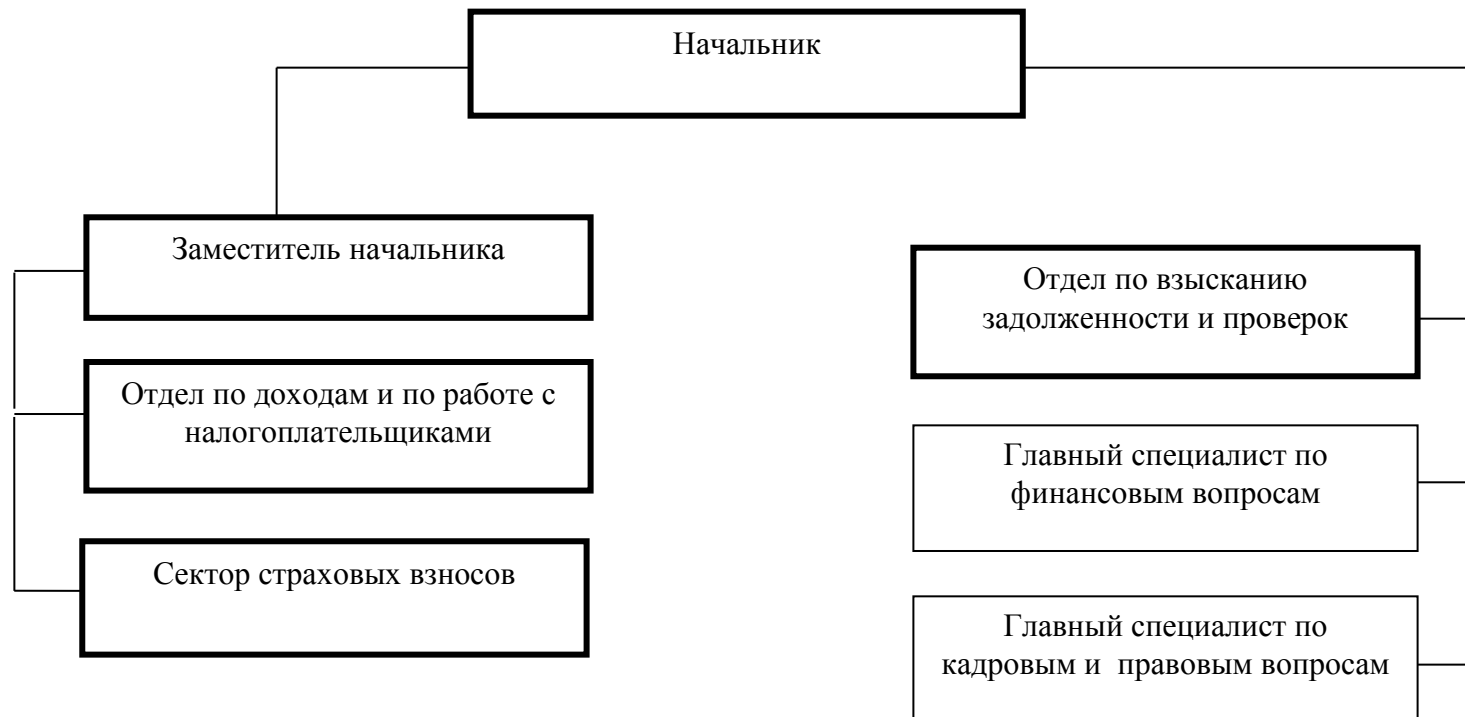 Начальник
Заместитель начальника
Отдел по доходам и по работе с
налогоплательщиками
Сектор страховых взносов
Отдел по взысканию
задолженности и проверок
Главный специалист по
финансовым вопросам
Главный специалист по
кадровым и  правовым вопросам